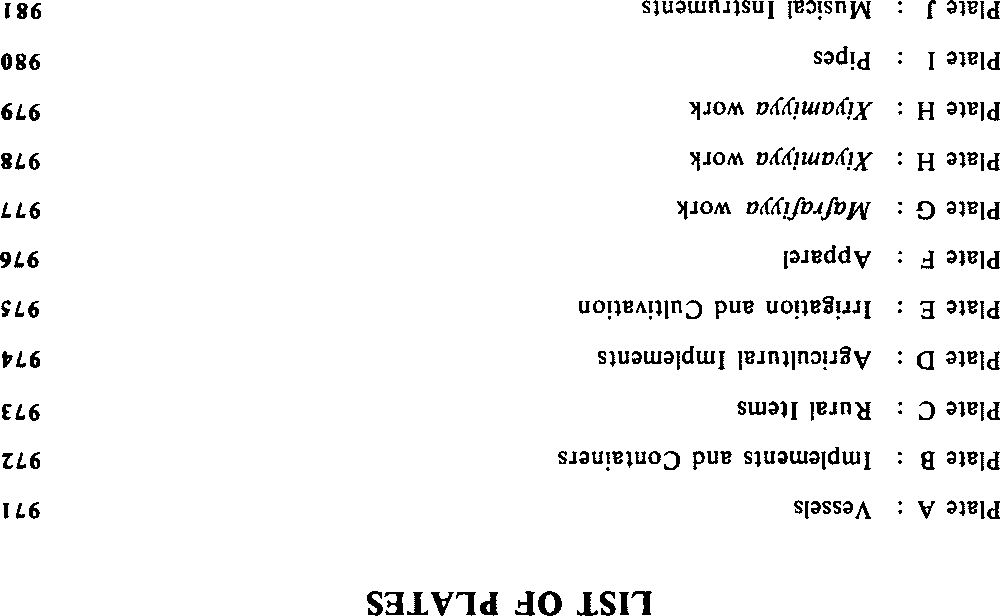 LIST OF PLATES
Plate A : Vessels 971
Plate B : Implements and Containers 972
Plate C : Rural Items 973
Plate D : Agricultural Implements 974
Plate E : Irrigation and Cultivation 975
Plate F : Apparel 976
Plate G : Mafrafiyya work 977
Plate H : Xiyamiyya work 978
Plate H : Xiyamiyya work 979
Plate I : Pipes 980
Plate J : Musical Instruments 981